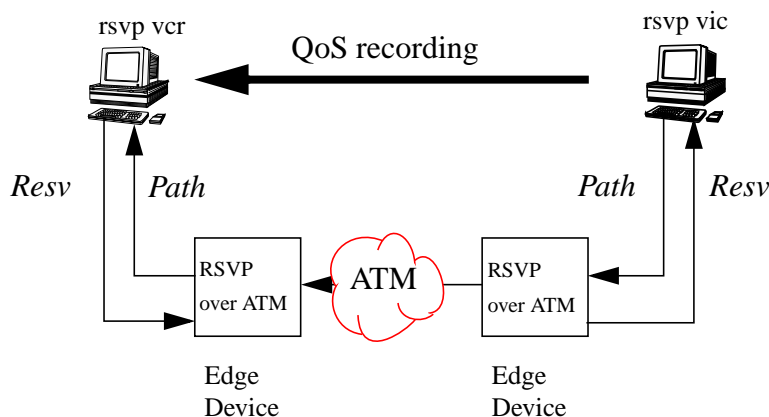 rsvp vcr
rsvp vic
QoS recording
Resv
Path
Path
Resv
RSVP
over ATM
ATM
RSVP
over ATM
Edge
Device
Edge
Device